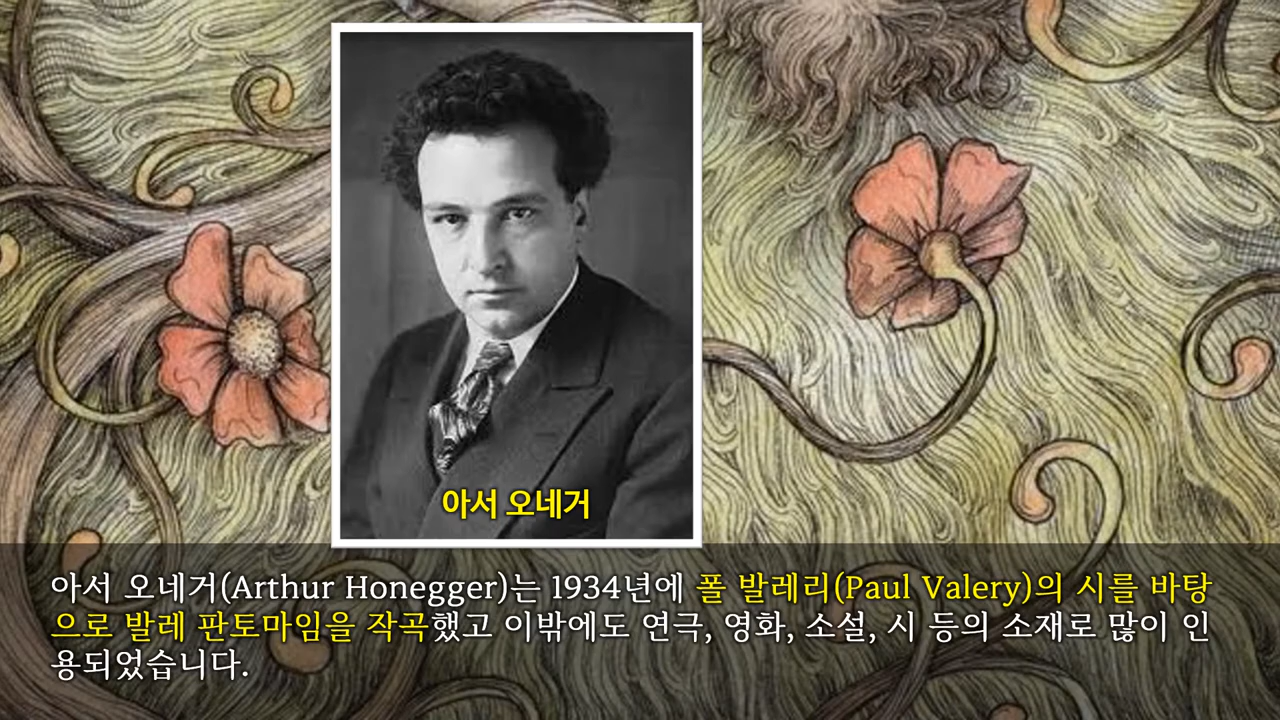 아서 오네거
아서 오네거(Arthur Honegger)는 1934년에 폴 발레리(Paul Valery)의 시를 바탕
으로 발레 판토마임을 작곡했고 이밖에도 연극, 영화, 소설, 시 등의 소재로 많이 인
용되었습니다.